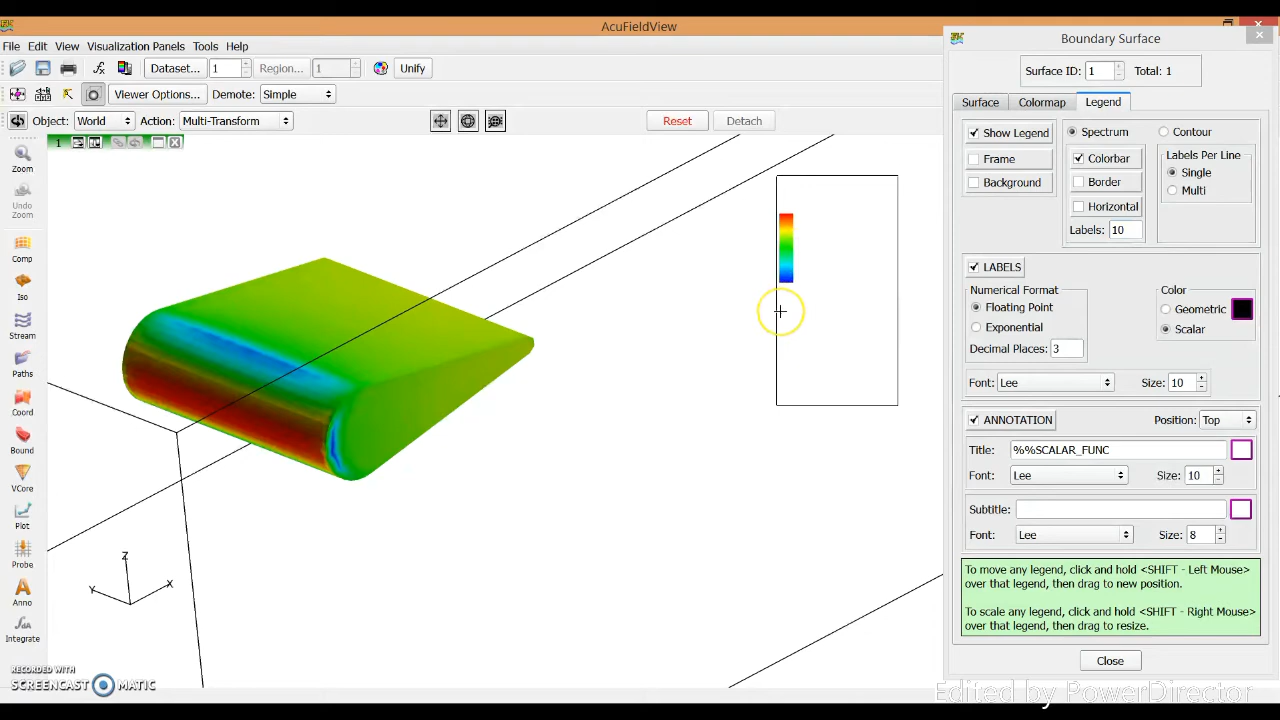 AcuFieldView
File Edit View Visualization Panels Tools Help
Dataset... 1 Region... 1 Unify
Viewer Options... Demote: Simple
Object: World Action: Multi-Transform Reset Detach
1
Zoom
Undo
Zoom
Comp
Iso
Stream
Paths
Coord
Bound
VCore
Plot
Probe
Anno
Integrate
Z
Y
X
RECORDED WITH
SCREENCAST MATIC
Boundary Surface
Surface ID: 1 Total: 1
Surface Colormap Legend
Show Legend
Frame
Background
Spectrum
Colorbar
Border
Horizontal
Labels: 10
Contour
Labels Per Line
Single
Multi
LABELS
Numerical Format
Floating Point
Exponential
Decimal Places: 3
Color
Geometric
Scalar
Font: Lee Size: 10
ANNOTATION Position: Top
Title: %%SCALAR_FUNC
Font: Lee Size: 10
Subtitle:
Font: Lee Size: 8
To move any legend, click and hold <SHIFT - Left Mouse>
over that legend, then drag to new position.
To scale any legend, click and hold <SHIFT - Right Mouse>
over that legend, then drag to resize.
Close
Edited by PowerDirector